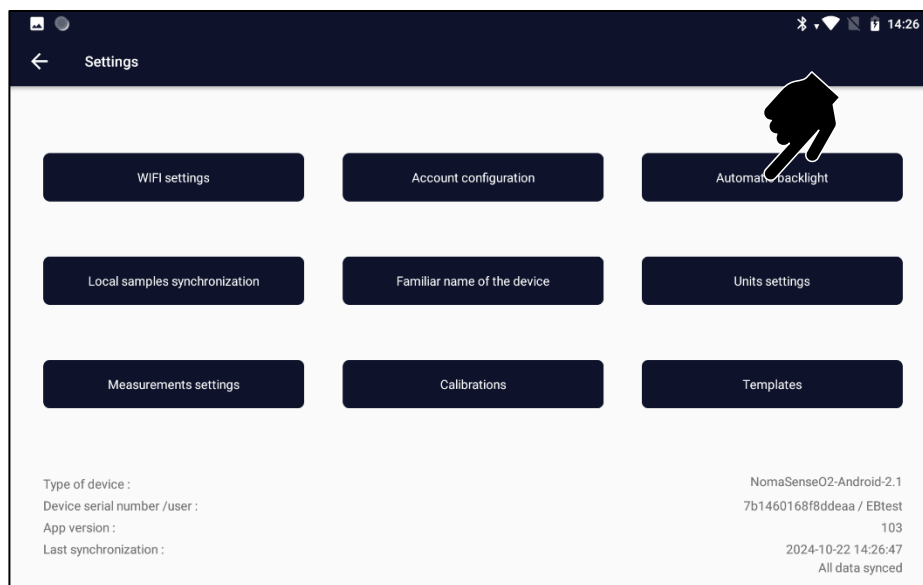 14:26
Settings
WIFI settings
Account configuration
Automatic backlight
Local samples synchronization
Familiar name of the device
Units settings
Measurements settings
Calibrations
Templates
Type of device :
NomaSenseO2-Android-2.1
Device serial number /user :
7b1460168f8ddeaa / EBtest
App version :
103
Last synchronization :
2024-10-22 14:26:47
All data synced